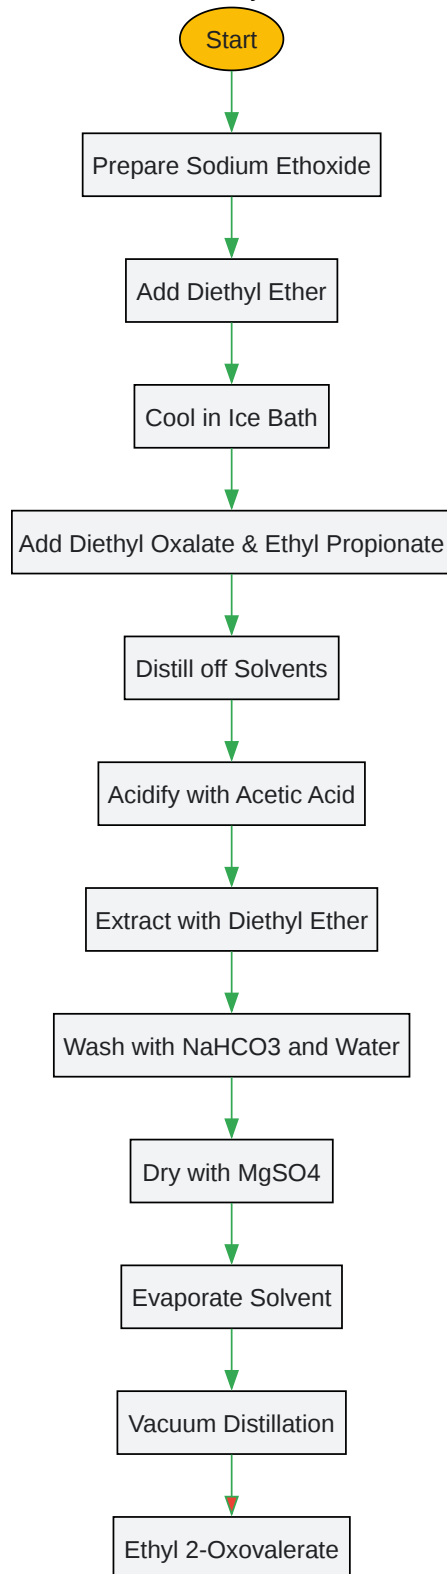 Start
Prepare Sodium Ethoxide
Add Diethyl Ether
Cool in Ice Bath
Add Diethyl Oxalate & Ethyl Propionate
Distill off Solvents
Acidify with Acetic Acid
Extract with Diethyl Ether
Wash with NaHCO3 and Water
Dry with MgSO4
Evaporate Solvent
Vacuum Distillation
Ethyl 2-Oxovalerate